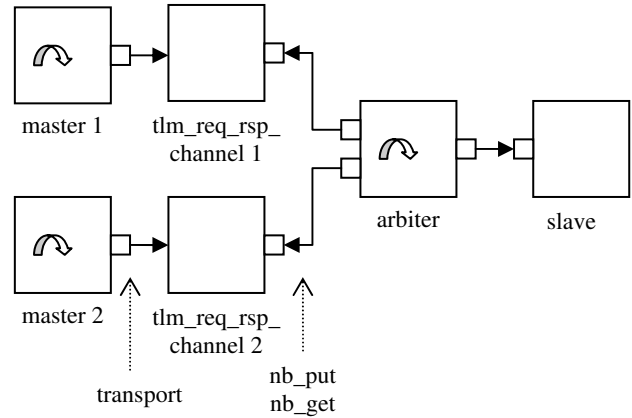 master 1
tlm_req_rsp_
channel 1
arbiter
slave
master 2
tlm_req_rsp_
channel 2
transport
nb_put
nb_get